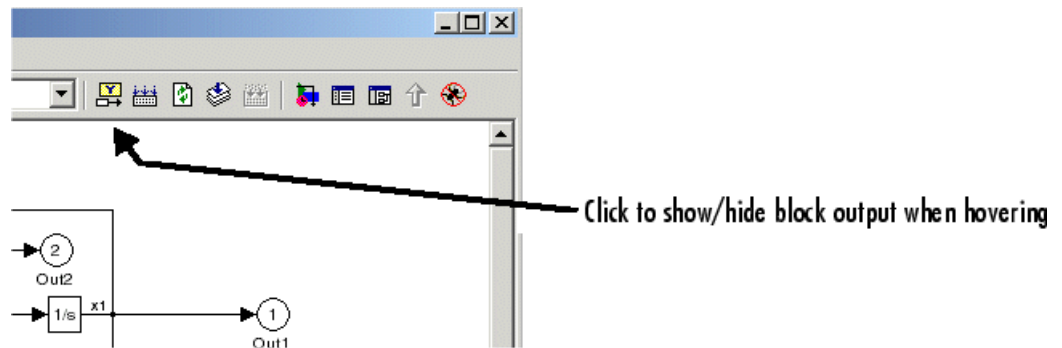 Y
Click to show/hide block output when hovering
2
Out2
1/s
x1
1
Out1